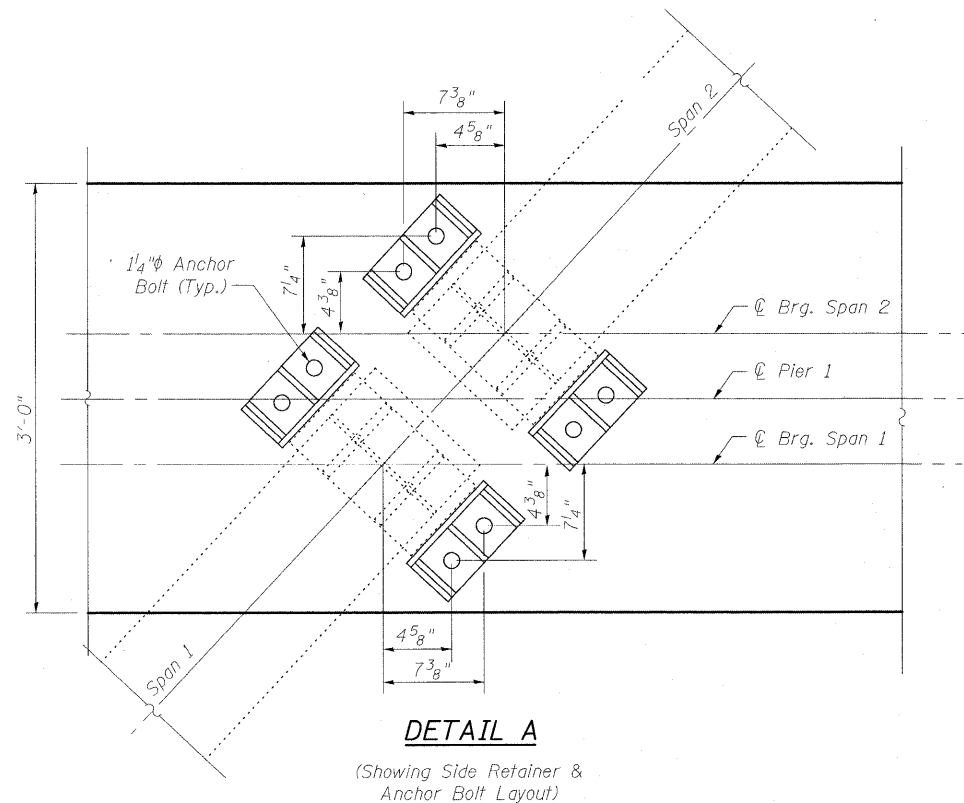 7 3/8"
4 5/8"
Span 2
1 1/4"ϕ Anchor
Bolt (Typ.)
7 1/4"
4 3/8"
℄ Brg. Span 2
℄ Pier 1
3'-0"
℄ Brg. Span 1
4 3/8"
7 1/4"
4 5/8"
7 3/8"
Span 1
DETAIL A
(Showing Side Retainer &
Anchor Bolt Layout)